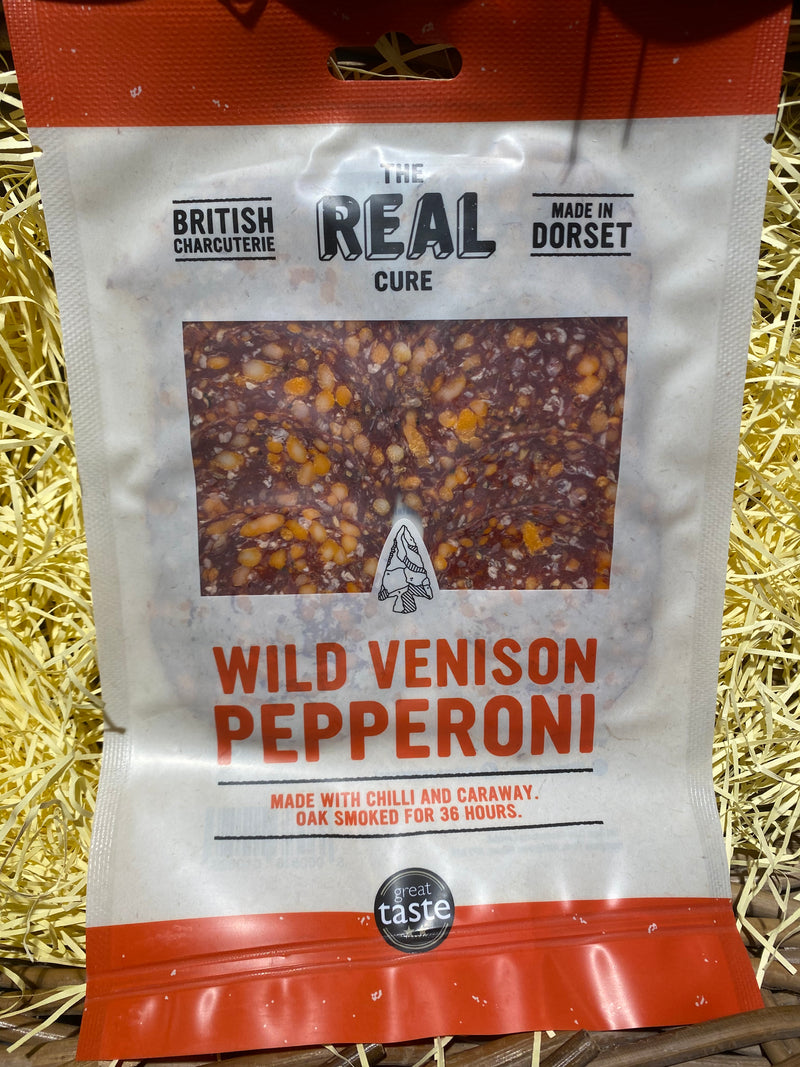 THE
REAL
CURE
BRITISH
CHARCUTERIE
MADE IN
DORSET
WILD VENISON
PEPPERONI
MADE WITH CHILLI AND CARAWAY.
OAK SMOKED FOR 36 HOURS.
great
taste